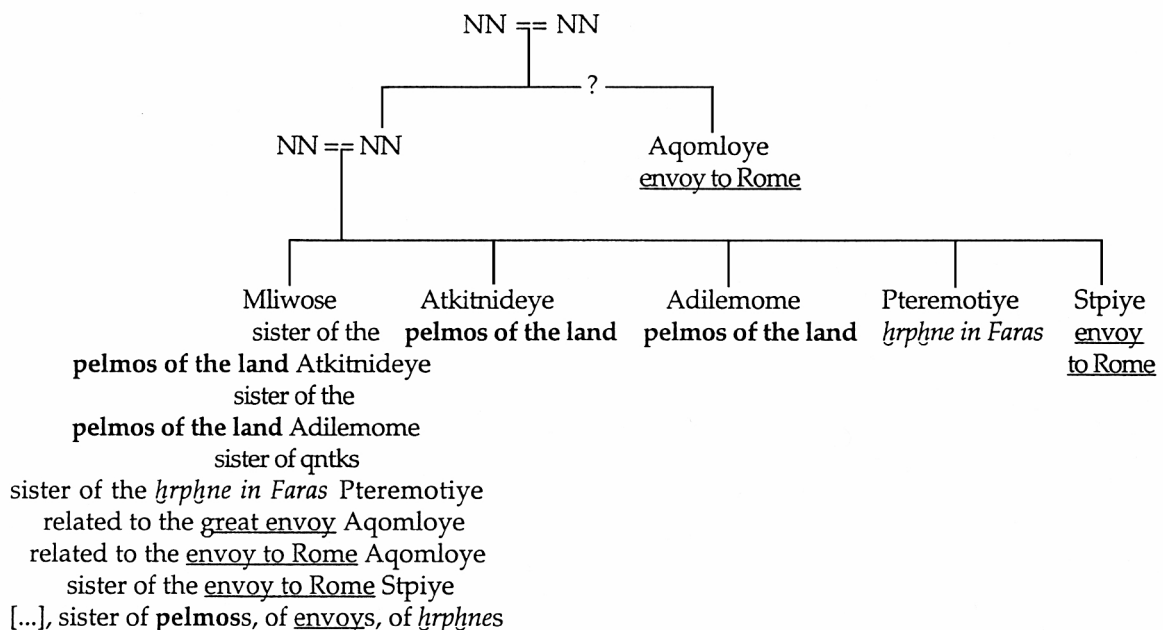 NN == NN
?
NN == NN
Aqomloye
envoy to Rome
Mliwose Atkitnideye Adilemome Pteremotiye Stpiye
sister of the pelmos of the land pelmos of the land ḫrpḫne in Faras envoy
pelmos of the land Atkitnideye to Rome
sister of the
pelmos of the land Adilemome
sister of qntks
sister of the ḫrpḫne in Faras Pteremotiye
related to the great envoy Aqomloye
related to the envoy to Rome Aqomloye
sister of the envoy to Rome Stpiye
[...], sister of pelmoss, of envoys, of ḫrpḫnes